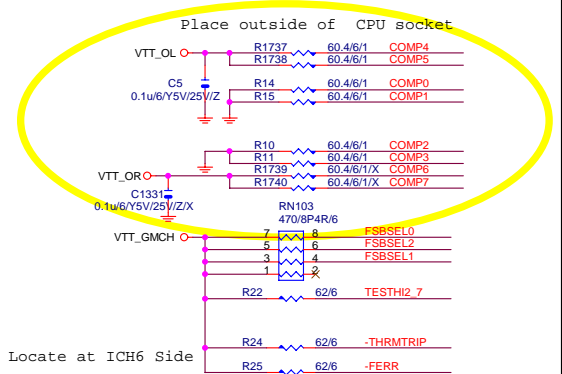 Place outside of CPU socket
VTT_OL R1737 60.4/6/1 COMP4
R1738 60.4/6/1 COMP5
C5 R14 60.4/6/1 COMP0
0.1u/6/Y5V/25V/Z R15 60.4/6/1 COMP1
R10 60.4/6/1 COMP2
R11 60.4/6/1 COMP3
VTT_OR R1739 60.4/6/1/X COMP6
R1740 60.4/6/1/X COMP7
C1331
0.1u/6/Y5V/25V/Z/X
RN103
470/8P4R/6
VTT_GMCH 7 8 FSBSEL0
5 6 FSBSEL2
3 4 FSBSEL1
1 2
R22 62/6 TESTHI2_7
R24 62/6 -THRMTRIP
Locate at ICH6 Side
R25 62/6 -FERR